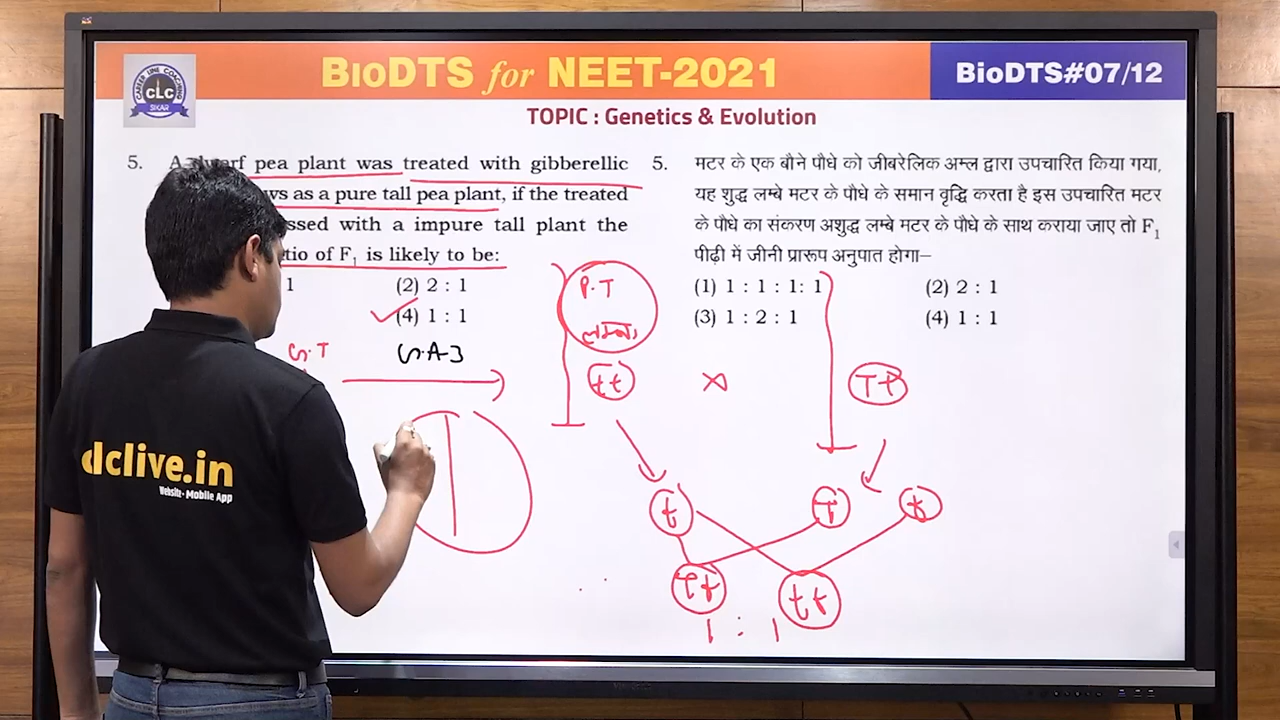 BIODTS for NEET-2021
BioDTS#07/12
CAREER LINE COACHING
CLC
SIKAR
TOPIC : Genetics & Evolution
5. A dwarf pea plant was treated with gibberellic
ws as a pure tall pea plant, if the treated
ssed with a impure tall plant the
tio of F1 is likely to be:
1 (2) 2 : 1
(4) 1 : 1
5. मटर के एक बौने पौधे को जीबरेलिक अम्ल द्वारा उपचारित किया गया,
यह शुद्ध लम्बे मटर के पौधे के समान वृद्धि करता है इस उपचारित मटर
के पौधे का संकरण अशुद्ध लम्बे मटर के पौधे के साथ कराया जाए तो F1
पीढ़ी में जीनी प्रारूप अनुपात होगा–
(1) 1 : 1 : 1: 1 (2) 2 : 1
(3) 1 : 2 : 1 (4) 1 : 1
P.T
लम्बा
G.T G.A-3
tt × Tt
t T t
Tt tt
1 : 1
dclive.in
Website・Mobile App